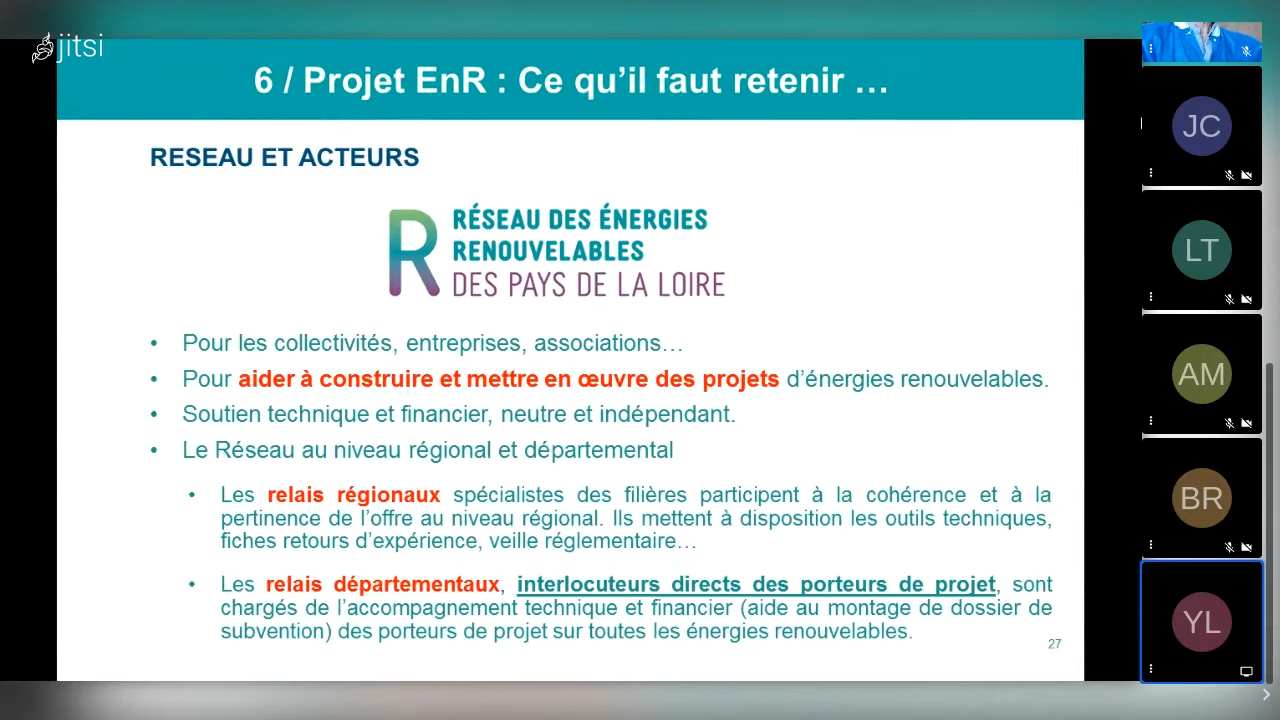 jitsi
6 / Projet EnR : Ce qu’il faut retenir …
RESEAU ET ACTEURS
R
RÉSEAU DES ÉNERGIES
RENOUVELABLES
DES PAYS DE LA LOIRE
• Pour les collectivités, entreprises, associations…
• Pour aider à construire et mettre en œuvre des projets d’énergies renouvelables.
• Soutien technique et financier, neutre et indépendant.
• Le Réseau au niveau régional et départemental
• Les relais régionaux spécialistes des filières participent à la cohérence et à la
pertinence de l’offre au niveau régional. Ils mettent à disposition les outils techniques,
fiches retours d’expérience, veille réglementaire…
• Les relais départementaux, interlocuteurs directs des porteurs de projet, sont
chargés de l’accompagnement technique et financier (aide au montage de dossier de
subvention) des porteurs de projet sur toutes les énergies renouvelables.
27
JC
LT
AM
BR
YL